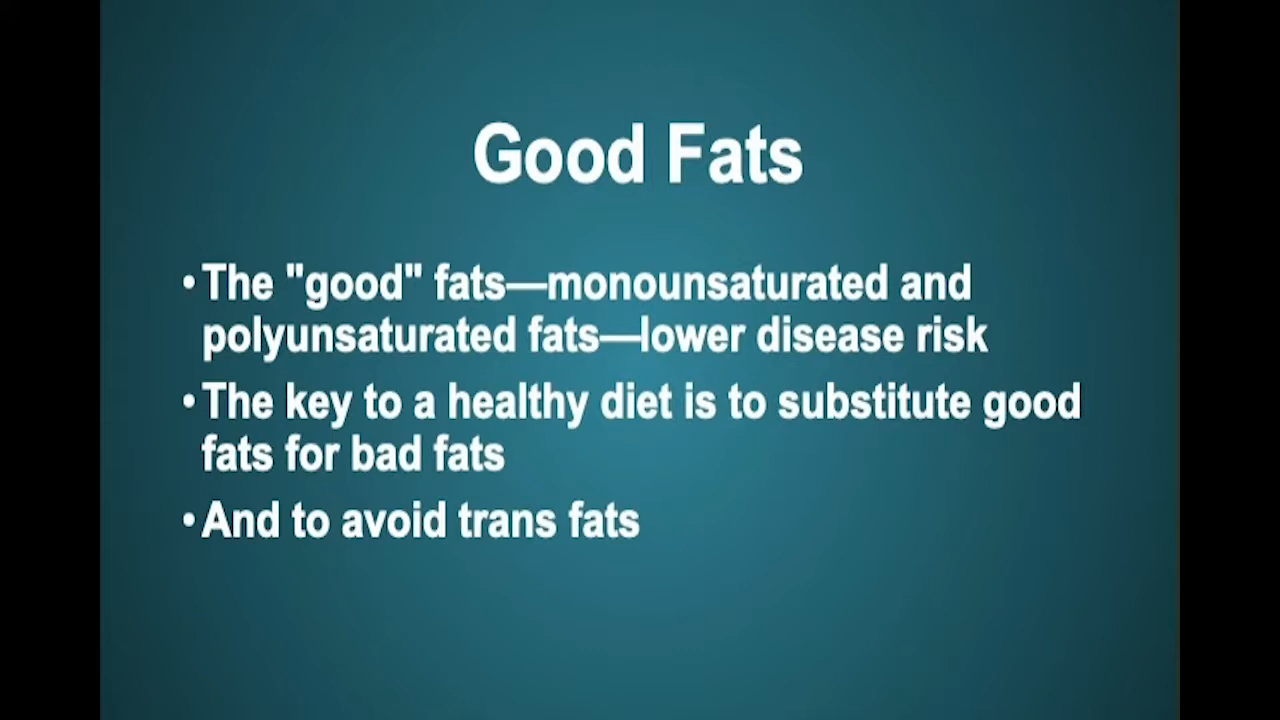 Good Fats
•The "good" fats—monounsaturated and
polyunsaturated fats—lower disease risk
•The key to a healthy diet is to substitute good
fats for bad fats
•And to avoid trans fats